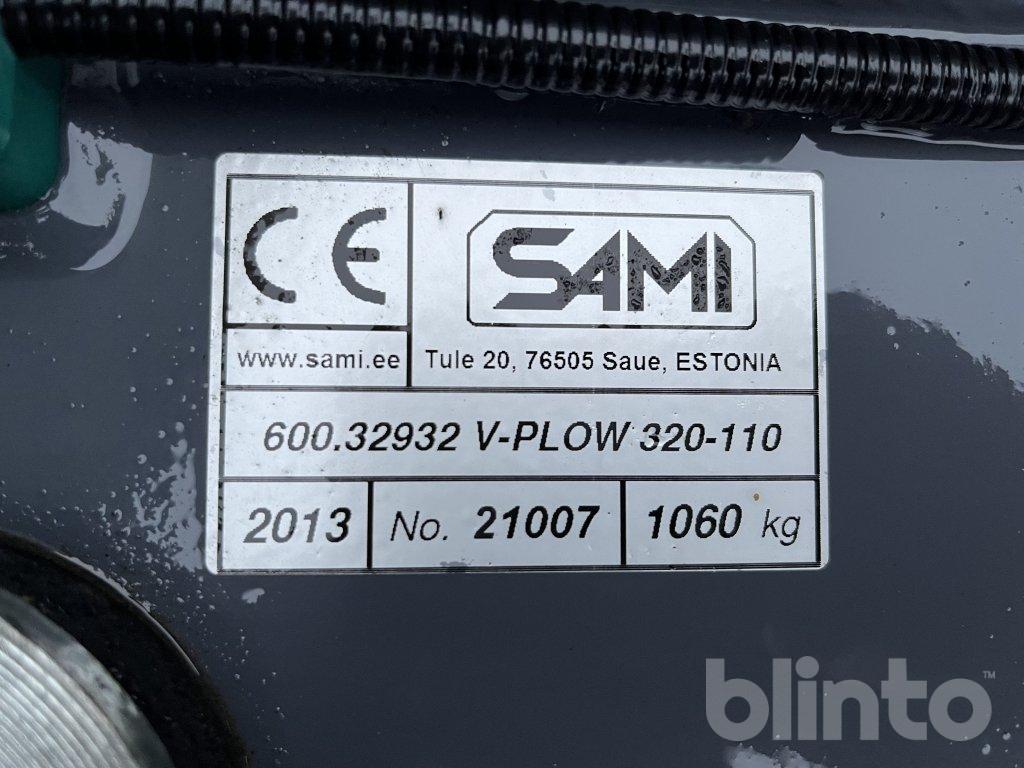 CE
SAMI
www.sami.ee
Tule 20, 76505 Saue, ESTONIA
600.32932 V-PLOW 320-110
2013
No. 21007
1060 kg
blinto™